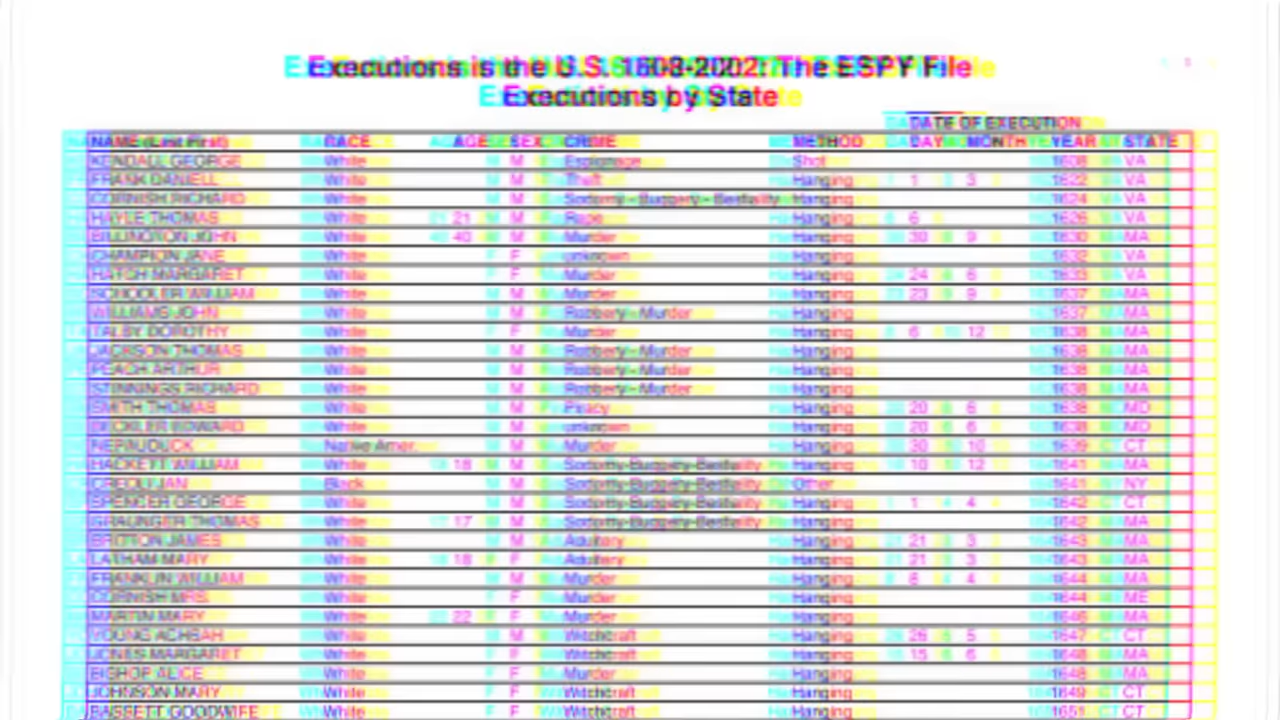 Executions is the U.S. 1608-2002: The ESPY File
Executions by State
DATE OF EXECUTION
NAME (Last First) RACE AGE SEX CRIME METHOD DAY MONTH YEAR STATE
KENDALL GEORGE White M Espionage Shot 1608 VA
FRANK DANIELL White M Theft Hanging 1 3 1622 VA
CORNISH RICHARD White M Sodomy - Buggery - Bestiality Hanging 1624 VA
HAYLE THOMAS White 21 M Rape Hanging 6 1626 VA
BILLINGTON JOHN White 40 M Murder Hanging 30 9 1630 MA
CHAMPION JANE White F unknown Hanging 1632 VA
HATCH MARGARET White F Murder Hanging 24 6 1633 VA
SCHOOLER WILLIAM White M Murder Hanging 23 9 1637 MA
WILLIAMS JOHN White M Robbery - Murder Hanging 1637 MA
TALBY DOROTHY White F Murder Hanging 6 12 1638 MA
JACKSON THOMAS White M Robbery - Murder Hanging 1638 MA
PEACH ARTHUR White M Robbery - Murder Hanging 1638 MA
STINNINGS RICHARD White M Robbery - Murder Hanging 1638 MA
SMITH THOMAS White M Piracy Hanging 20 6 1638 MD
BECKLER EDWARD White M unknown Hanging 20 6 1638 MD
NEPAUDUCK Native Amer. M Murder Hanging 30 10 1639 CT
HACKETT WILLIAM White 18 M Sodomy-Buggery-Bestiality Hanging 10 12 1641 MA
CREOLI JAN Black M Sodomy-Buggery-Bestiality Other 1641 NY
SPENCER GEORGE White M Sodomy-Buggery-Bestiality Hanging 1 4 1642 CT
GRAUNGER THOMAS White 17 M Sodomy-Buggery-Bestiality Hanging 1642 MA
BRITTON JAMES White M Adultery Hanging 21 3 1643 MA
LATHAM MARY White 18 F Adultery Hanging 21 3 1643 MA
FRANKLIN WILLIAM White M Murder Hanging 4 1644 MA
CORNISH MRS. White F Murder Hanging 1644 ME
MARTIN MARY White 22 F Murder Hanging 1646 MA
YOUNG ACHSAH White M Witchcraft Hanging 26 5 1647 CT
JONES MARGARET White F Witchcraft Hanging 15 6 1648 MA
BISHOP ALICE White F Murder Hanging 1648 MA
JOHNSON MARY White F Witchcraft Hanging 1649 CT
BASSETT GOODWIFE White F Witchcraft Hanging 1651 CT